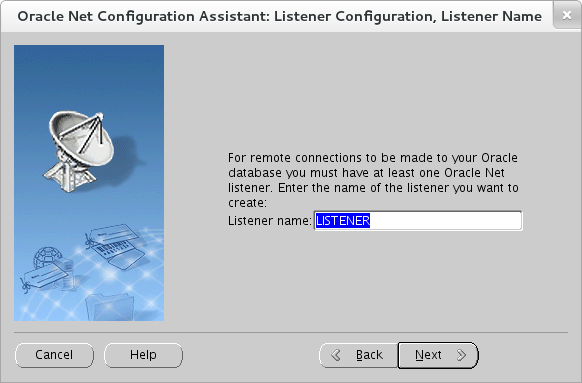 Oracle Net Configuration Assistant: Listener Configuration, Listener Name
For remote connections to be made to your Oracle
database you must have at least one Oracle Net
listener. Enter the name of the listener you want to
create:
Listener name: LISTENER
Cancel Help Back Next